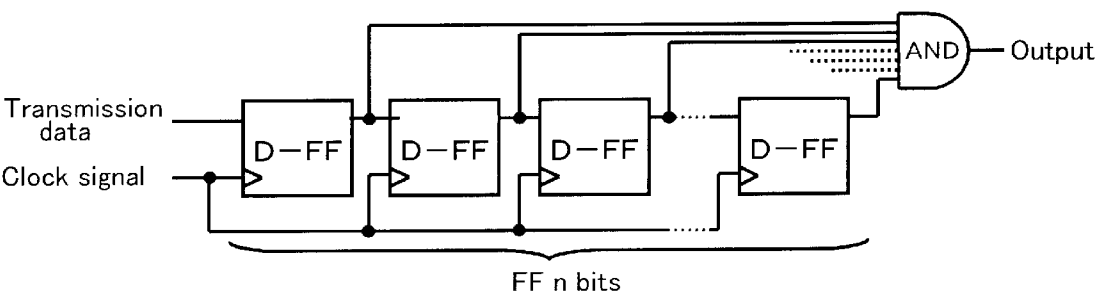 AND
Output
Transmission
data
D-FF
D-FF
D-FF
D-FF
Clock signal
FF n bits